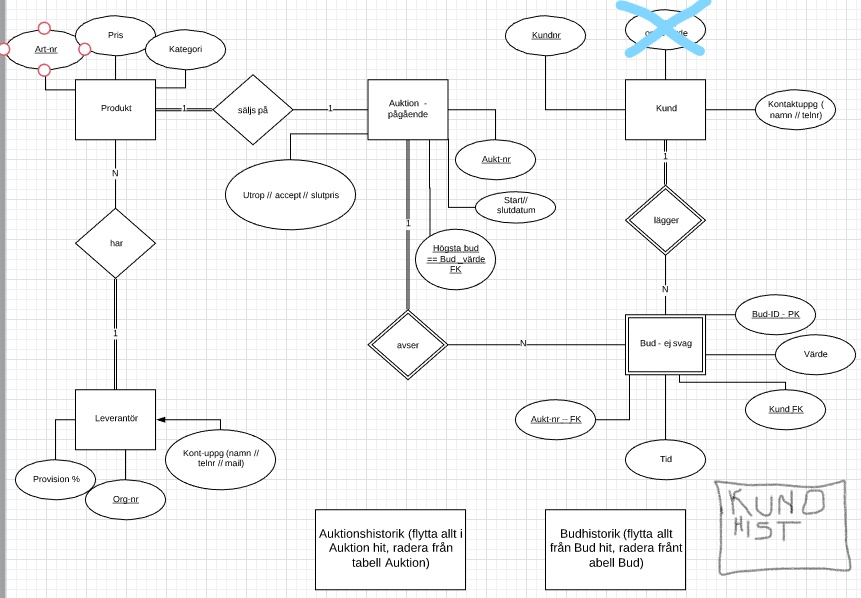 Art-nr
Pris
Kategori
Kundnr
Produkt
1
säljs på
1
Auktion -
pågående
Kund
Kontaktuppg (
namn // telnr)
Aukt-nr
1
N
Utrop // accept // slutpris
Start//
slutdatum
1
lägger
har
Högsta bud
== Bud_värde
FK
N
Bud-ID - PK
1
avser
N
Bud - ej svag
Värde
Leverantör
Kund FK
Aukt-nr -- FK
Kont-uppg (namn //
telnr / mail)
Tid
Provision %
Org-nr
KUND
HIST
Auktionshistorik (flytta allt i
Auktion hit, radera från
tabell Auktion)
Budhistorik (flytta allt
från Bud hit, radera frånt
abell Bud)